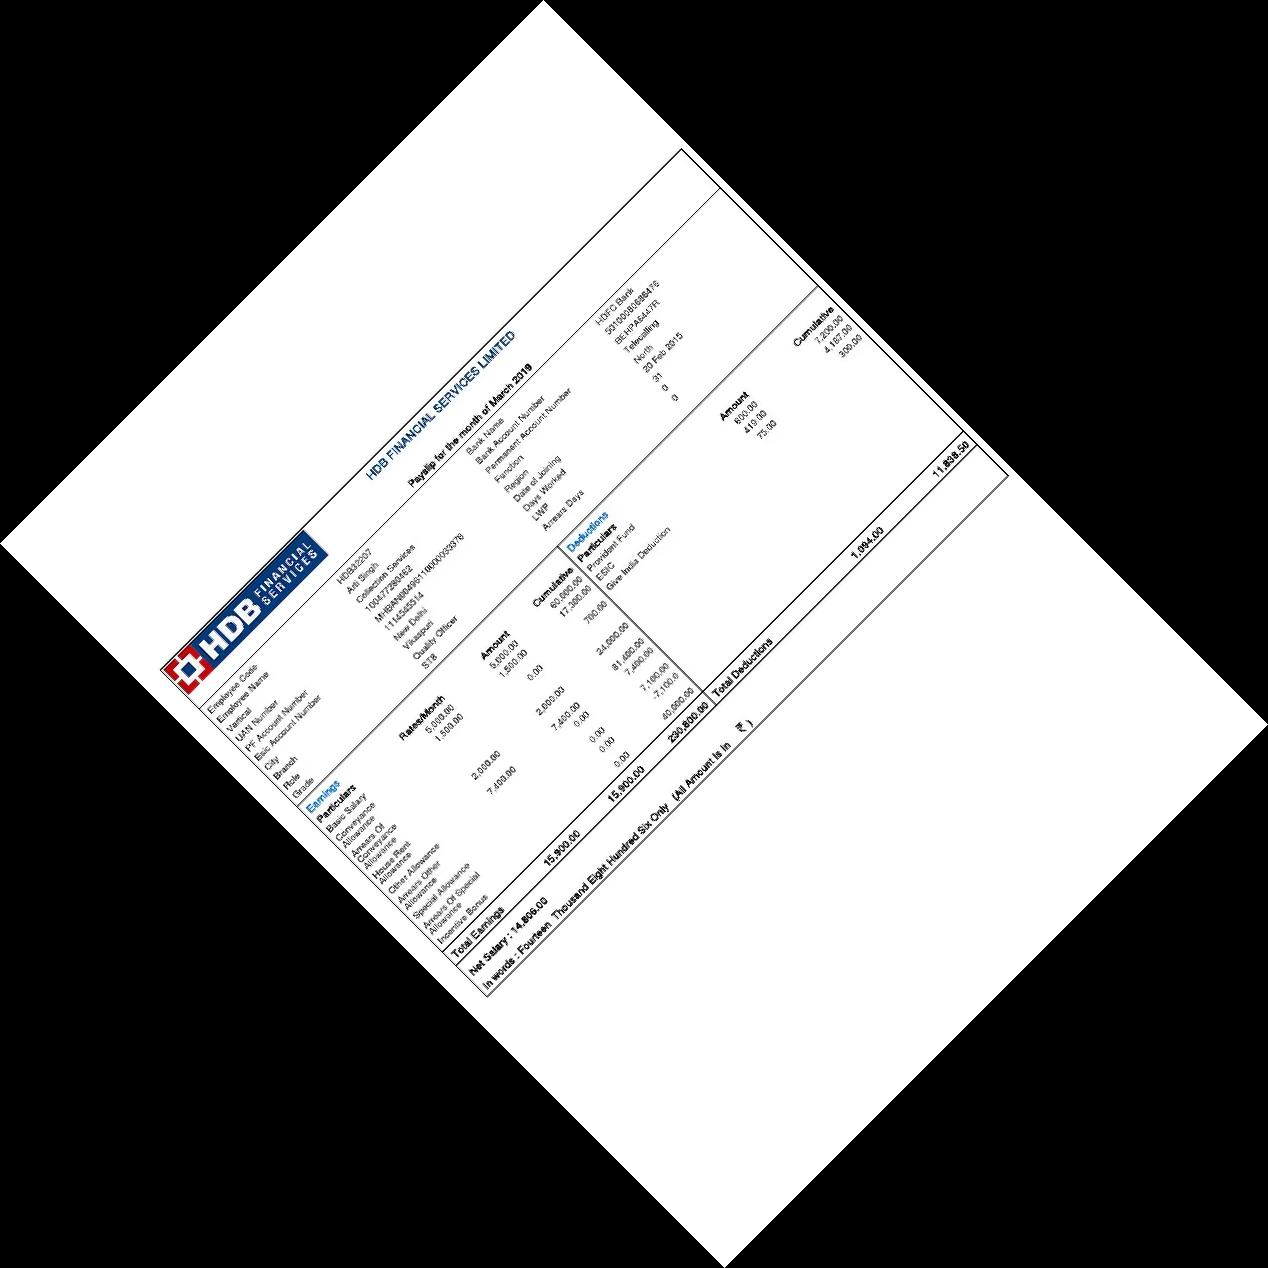 HDB FINANCIAL SERVICES
HDB FINANCIAL SERVICES LIMITED
Payslip for the month of March 2019
Employee Code HDB32207 Bank Name HDFC Bank
Employee Name Arti Singh Bank Account Number 50100080686476
Vertical Collection Services Permanent Account Number BEHPA6447R
UAN Number 100477280462 Function Telecalling
PF Account Number Region North
Esic Account Number 1114545514 Date of Joining 20 Feb 2015
City New Delhi Days Worked 31
Branch Vikaspuri LWP 0
Role Quality Officer Arrears Days 0
Grade ST8
Earnings Deductions
Particulars Rates/Month Amount Cumulative Particulars Amount Cumulative
Basic Salary 5,000.00 5,000.00 60,000.00 Provident Fund 600.00 7,200.00
Conveyance Allowance 1,500.00 1,500.00 17,300.00 ESIC 419.00 4,167.00
Arrears Of Conveyance Allowance 0.00 700.00 Give India Deduction 75.00 300.00
House Rent Allowance 2,000.00 2,000.00 24,000.00
Other Allowance 7,400.00 7,400.00 81,400.00
Arrears Other Allowance 0.00 7,400.00
Special Allowance 0.00 7,100.00
Arrears Of Special Allowance 0.00 -7,100.0
Incentive Bonus 0.00 40,000.00
Total Earnings 15,900.00 15,900.00 230,800.00 Total Deductions 1,094.00 11,838.50
Net Salary : 14,806.00
In words : Fourteen Thousand Eight Hundred Six Only (All Amount is in ₹ )